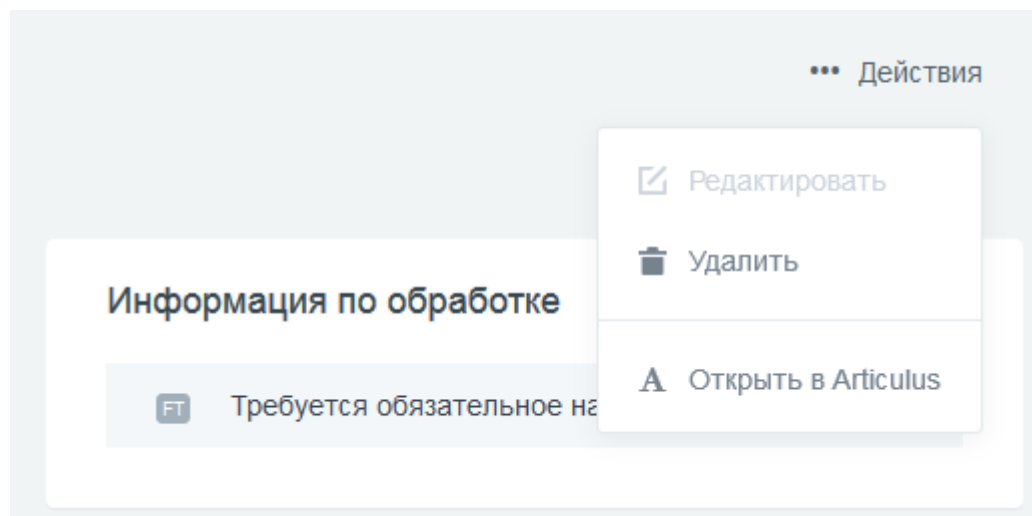 ••• Действия
Редактировать
Удалить
Информация по обработке
Открыть в Articulus
FT Требуется обязательное на